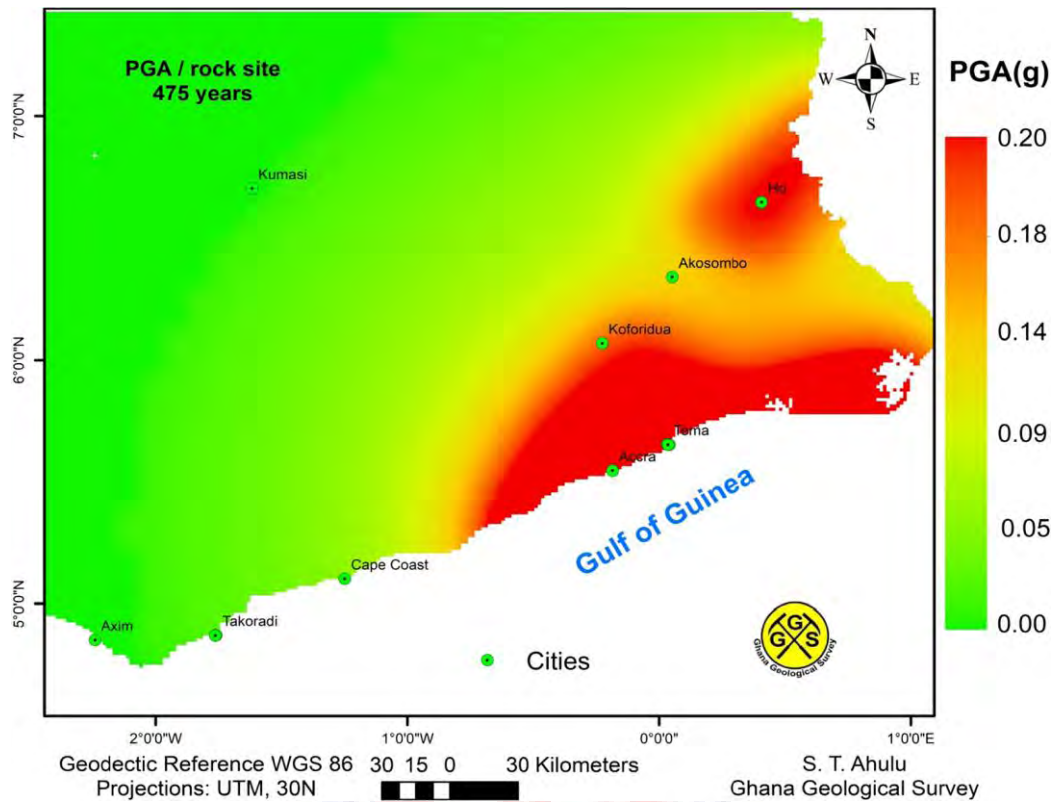 PGA / rock site
475 years
N
W
E
S
PGA(g)
0.20
0.18
0.14
0.09
0.05
0.00
7°0'0"N
6°0'0"N
5°0'0"N
Kumasi
Ho
Akosombo
Koforidua
Tema
Accra
Cape Coast
Takoradi
Axim
Gulf of Guinea
Cities
G
G S
Ghana Geological Survey
2°0'0"W
1°0'0"W
0°0'0"
1°0'0"E
Geodectic Reference WGS 86
Projections: UTM, 30N
30 15 0 30 Kilometers
S. T. Ahulu
Ghana Geological Survey